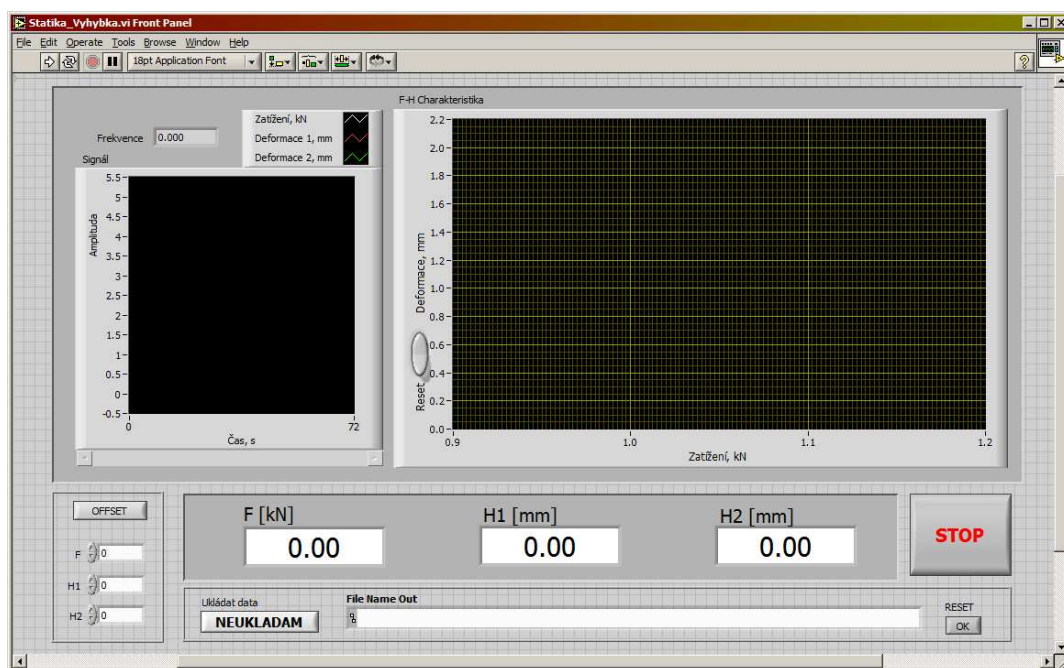 Statika_Vyhybka.vi Front Panel
File Edit Operate Tools Browse Window Help
18pt Application Font
F-H Charakteristika
Frekvence 0.000
Zatížení, kN
Deformace 1, mm
Deformace 2, mm
Signál
Amplituda
5.5
5
4.5
4
3.5
3
2.5
2
1.5
1
0.5
0
-0.5
0 72
Čas, s
Deformace, mm
Reset
2.2
2.0
1.8
1.6
1.4
1.2
1.0
0.8
0.6
0.4
0.2
0.0
0.9 1.0 1.1 1.2
Zatížení, kN
OFFSET
F 0
H1 0
H2 0
F [kN] H1 [mm] H2 [mm]
0.00 0.00 0.00
STOP
Ukládat data
NEUKLADAM
File Name Out
RESET
OK